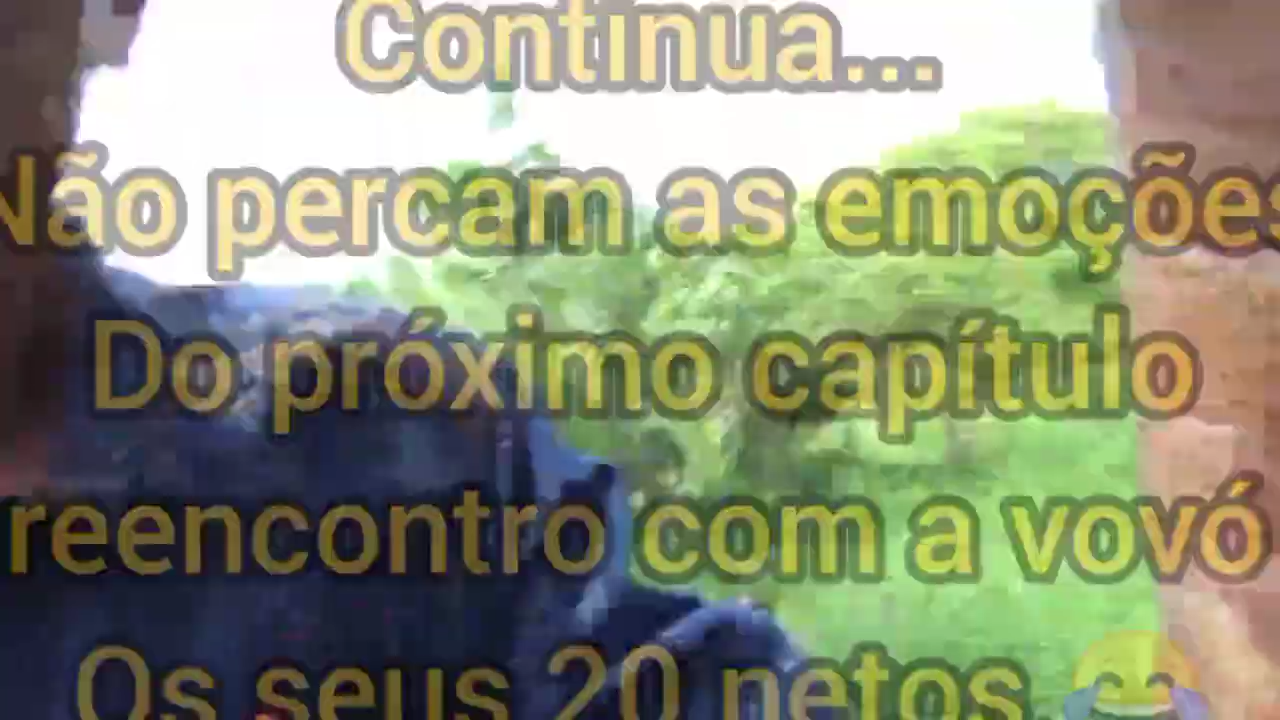 Continua...
Não percam as emoções
Do próximo capítulo
reencontro com a vovó
Os seus 20 netos 😂